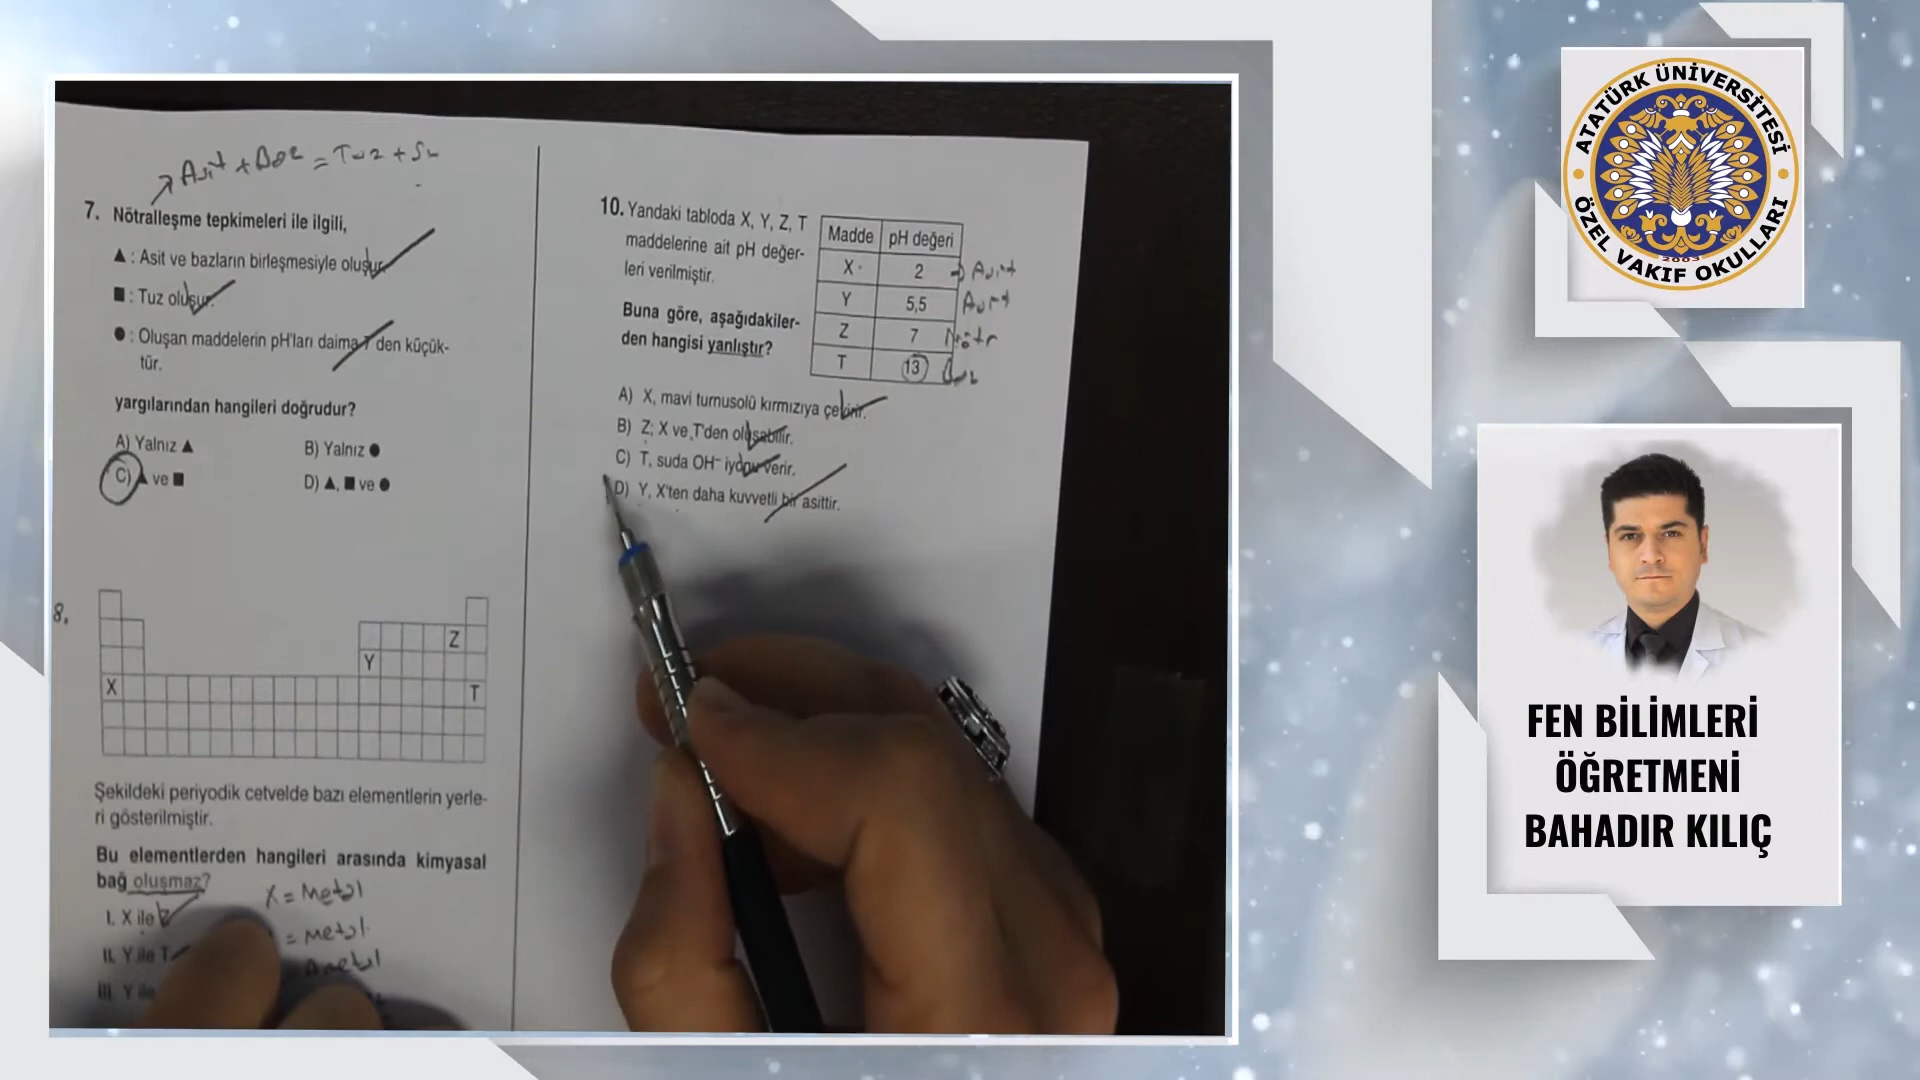 Asit + Baz = Tuz + Su
7. Nötralleşme tepkimeleri ile ilgili,
▲ : Asit ve bazların birleşmesiyle oluşur.
■ : Tuz oluşur.
● : Oluşan maddelerin pH'ları daima 7 den küçük-
tür.
yargılarından hangileri doğrudur?
A) Yalnız ▲
B) Yalnız ●
C) ▲ ve ■
D) ▲, ■ ve ●
8.
Z
Y
X
T
Şekildeki periyodik cetvelde bazı elementlerin yerle-
ri gösterilmiştir.
Bu elementlerden hangileri arasında kimyasal
bağ oluşmaz?
X = Metal
I. X ile Z
= metal
II. Y ile T
Ametal
III. Y ile
10. Yandaki tabloda X, Y, Z, T
maddelerine ait pH değer-
leri verilmiştir.
Buna göre, aşağıdakiler-
den hangisi yanlıştır?
Madde pH değeri
X 2 → Asit
Y 5,5 Asit
Z 7 Nötr
T 13 Baz
A) X, mavi turnusolü kırmızıya çevirir.
B) Z; X ve T'den oluşabilir.
C) T, suda OH⁻ iyonu verir.
D) Y, X'ten daha kuvvetli bir asittir.
ATATÜRK ÜNİVERSİTESİ
ÖZEL VAKIF OKULLARI
2003
FEN BİLİMLERİ
ÖĞRETMENİ
BAHADIR KILIÇ